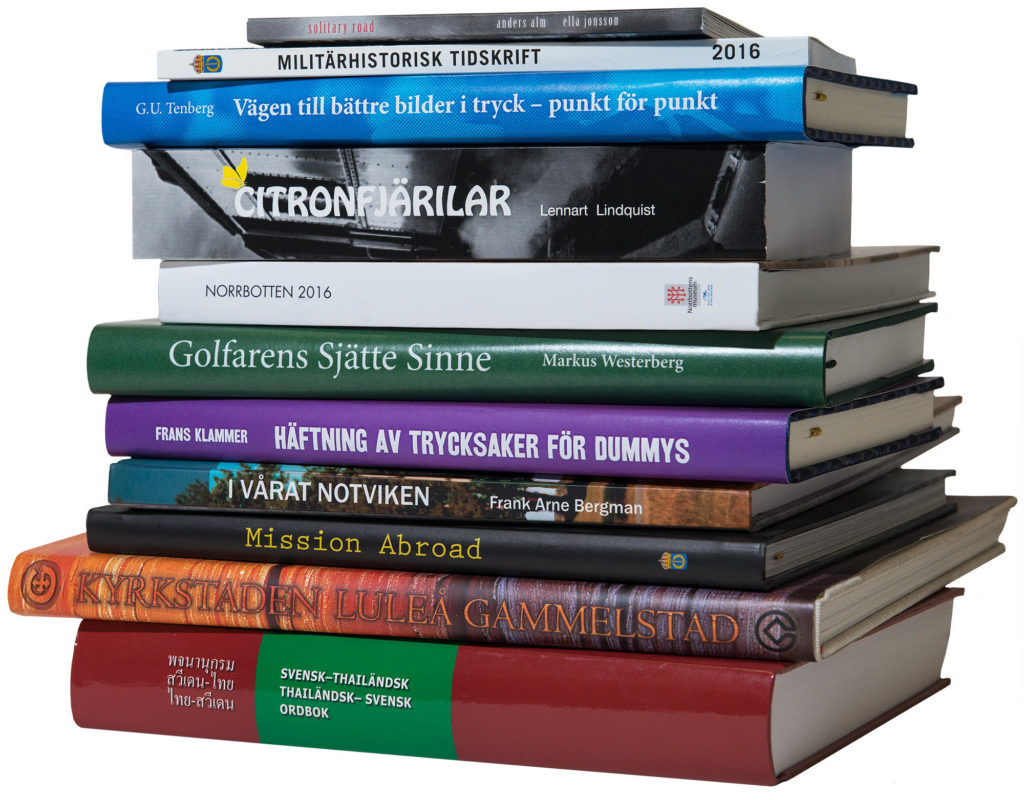 solitary road anders alm ella jonsson
MILITÄRHISTORISK TIDSKRIFT 2016
G.U. Tenberg Vägen till bättre bilder i tryck – punkt för punkt
CITRONFJÄRILAR Lennart Lindquist
NORRBOTTEN 2016 Norrbottens museum
Golfarens Sjätte Sinne Markus Westerberg
FRANS KLAMMER HÄFTNING AV TRYCKSAKER FÖR DUMMYS
I VÅRAT NOTVIKEN Frank Arne Bergman
Mission Abroad
KYRKSTADEN LULEÅ GAMMELSTAD
พจนานุกรม
สวีเดน-ไทย
ไทย-สวีเดน
SVENSK–THAILÄNDSK
THAILÄNDSK– SVENSK
ORDBOK